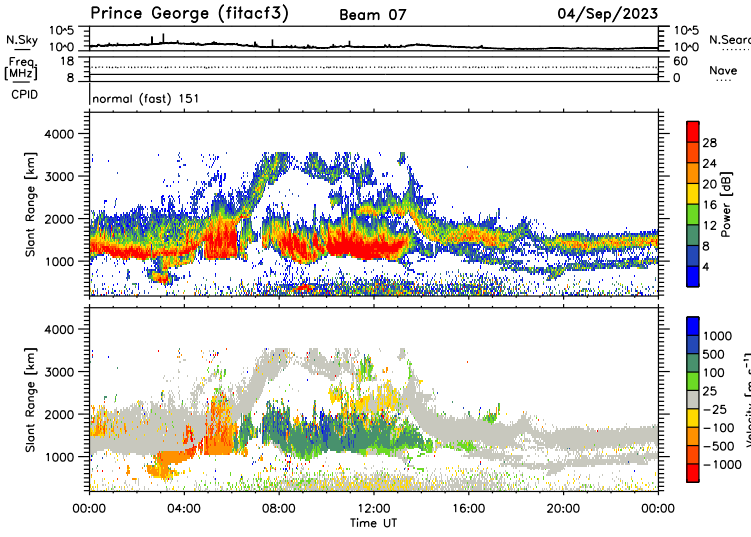 Prince George (fitacf3) Beam 07 04/Sep/2023
N.Sky 10^5 10^0 10^5 10^0 N.Sear
Freq. [MHz] 18 8 60 0 Nave
CPID normal (fast) 151
Slant Range [km] 4000 3000 2000 1000
Power [dB] 28 24 20 16 12 8 4
Slant Range [km] 4000 3000 2000 1000
Velocity [m s⁻¹] 1000 500 100 25 -25 -100 -500 -1000
00:00 04:00 08:00 12:00 16:00 20:00 00:00
Time UT